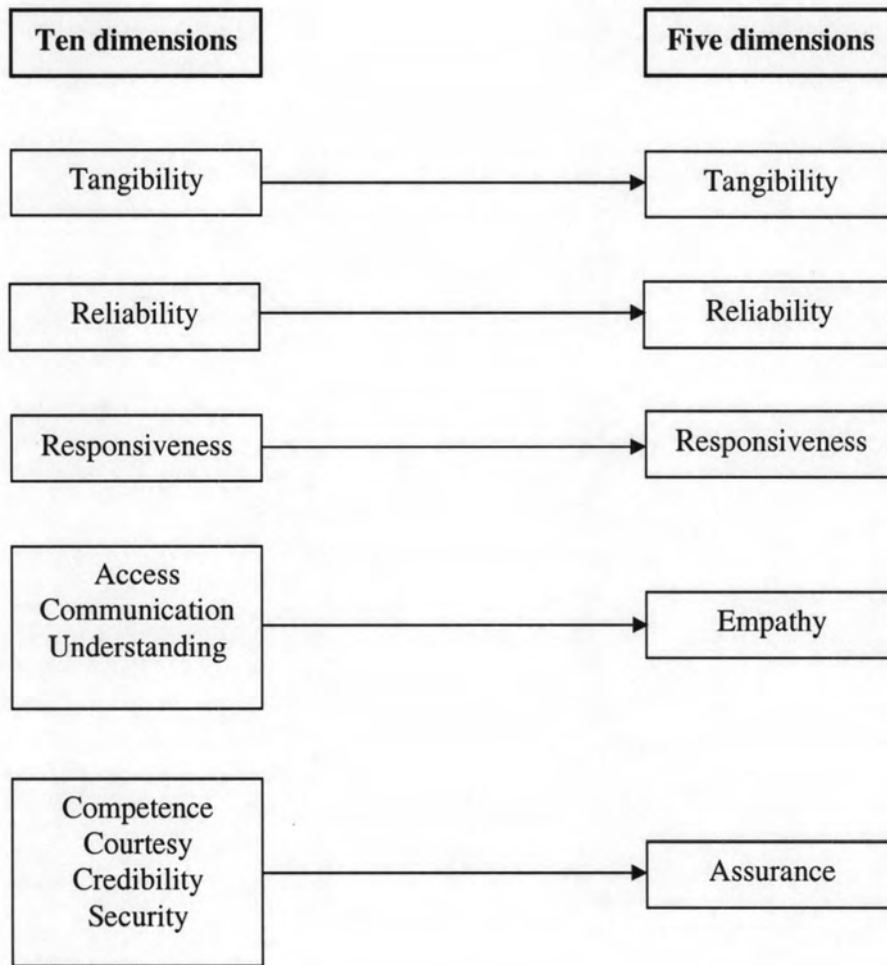 Ten dimensions
Five dimensions
Tangibility
Tangibility
Reliability
Reliability
Responsiveness
Responsiveness
Access
Communication
Understanding
Empathy
Competence
Courtesy
Credibility
Security
Assurance